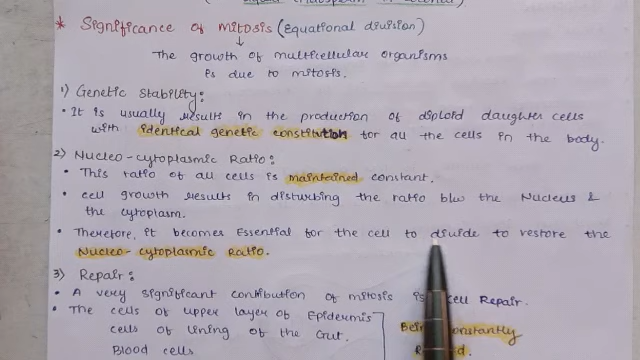 * Significance of mitosis (equational division)
The growth of multicellular organisms
is due to mitosis.
1) Genetic Stability:
• It is usually results in the production of diploid daughter cells
with identical genetic constitution for all the cells in the body.
2) Nucleo-cytoplasmic Ratio:
• This ratio of all cells is maintained constant.
• cell growth results in disturbing the ratio b/w the Nucleus &
the cytoplasm.
• Therefore, it becomes Essential for the cell to divide to restore the
Nucleo-cytoplasmic Ratio.
3) Repair:
• A very significant contribution of mitosis is cell Repair.
• The cells of upper layer of Epidermis
cells of lining of the Gut.
Blood cells
Being constantly